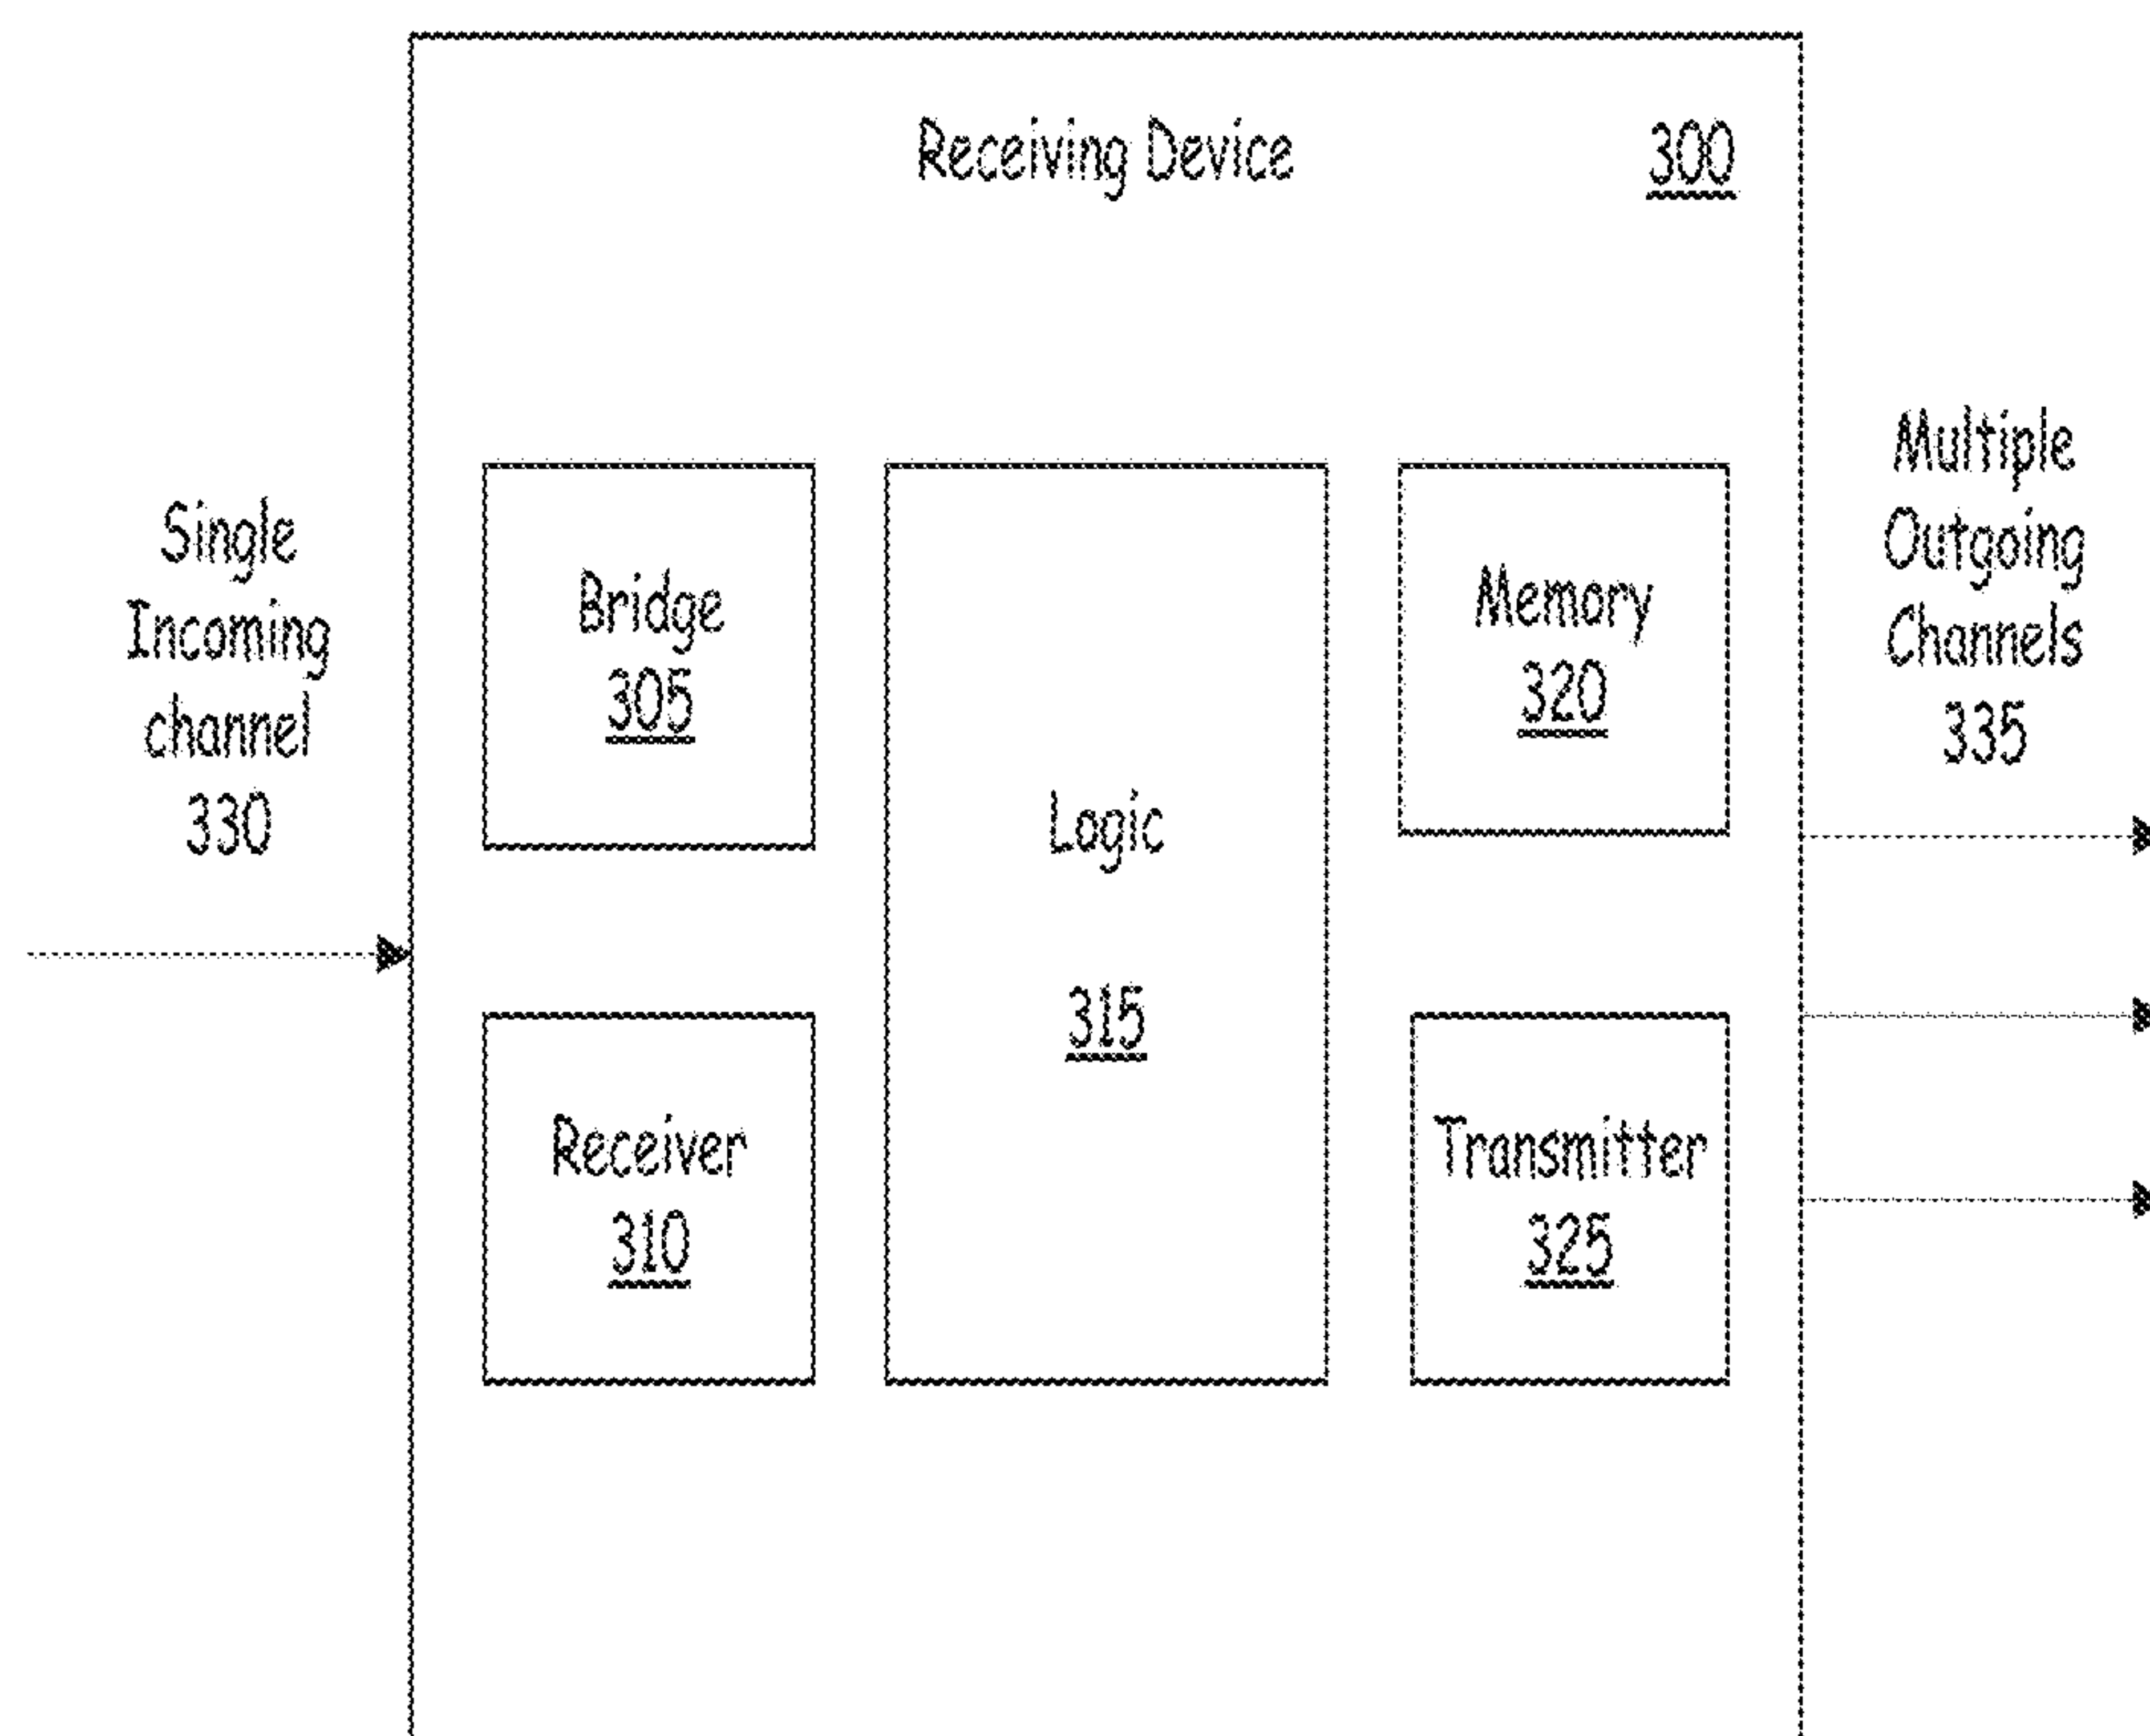 Receiving Device 300
Single
Incoming
channel
330
Bridge
305
Receiver
310
Logic
315
Memory
320
Transmitter
325
Multiple
Outgoing
Channels
335